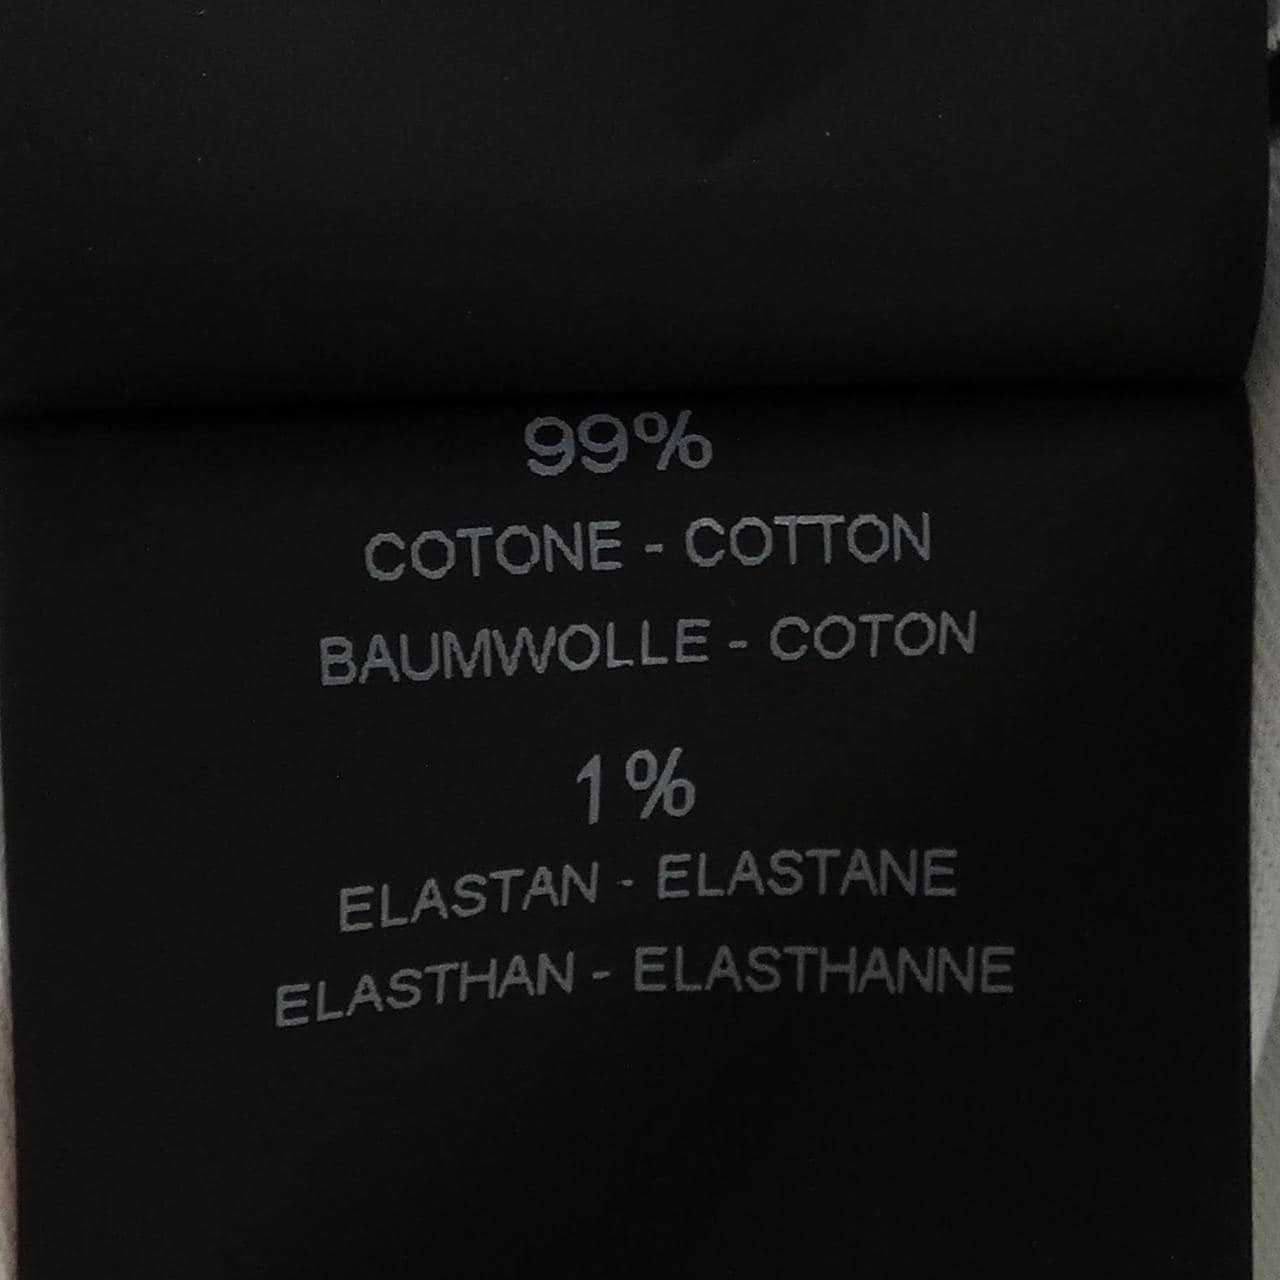 99%
COTONE - COTTON
BAUMWOLLE - COTON
1%
ELASTAN - ELASTANE
ELASTHAN - ELASTHANNE